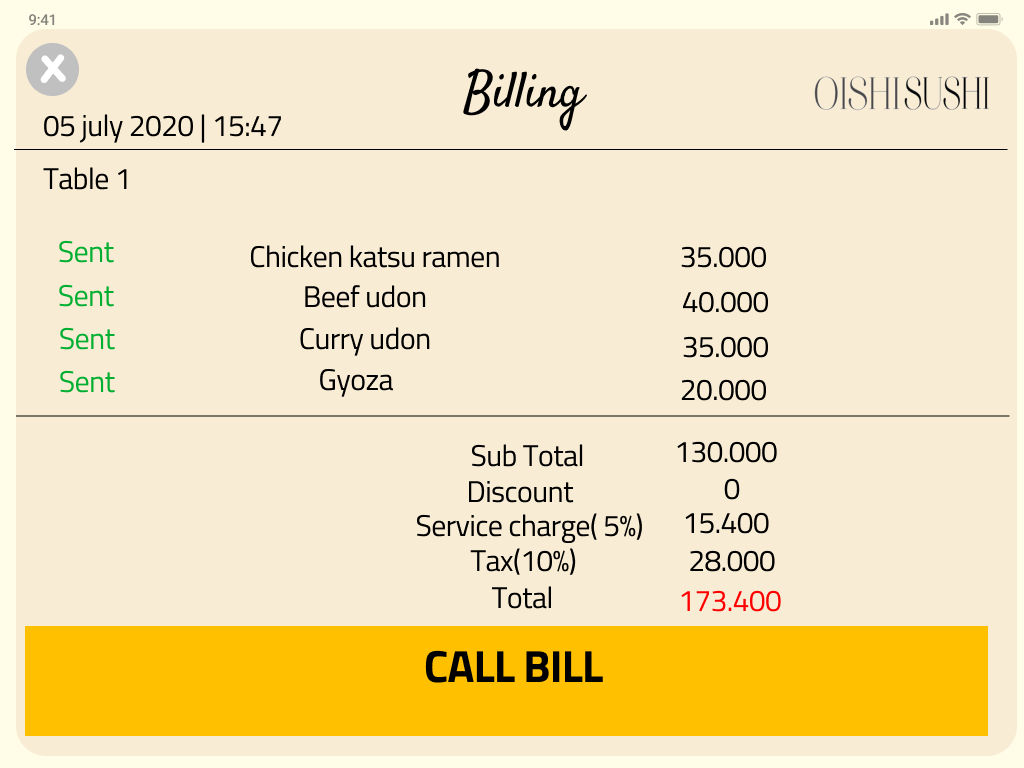 9:41
Billing
OISHI SUSHI
05 july 2020 | 15:47
Table 1
Sent Chicken katsu ramen 35.000
Sent Beef udon 40.000
Sent Curry udon 35.000
Sent Gyoza 20.000
Sub Total 130.000
Discount 0
Service charge( 5%) 15.400
Tax(10%) 28.000
Total 173.400
CALL BILL